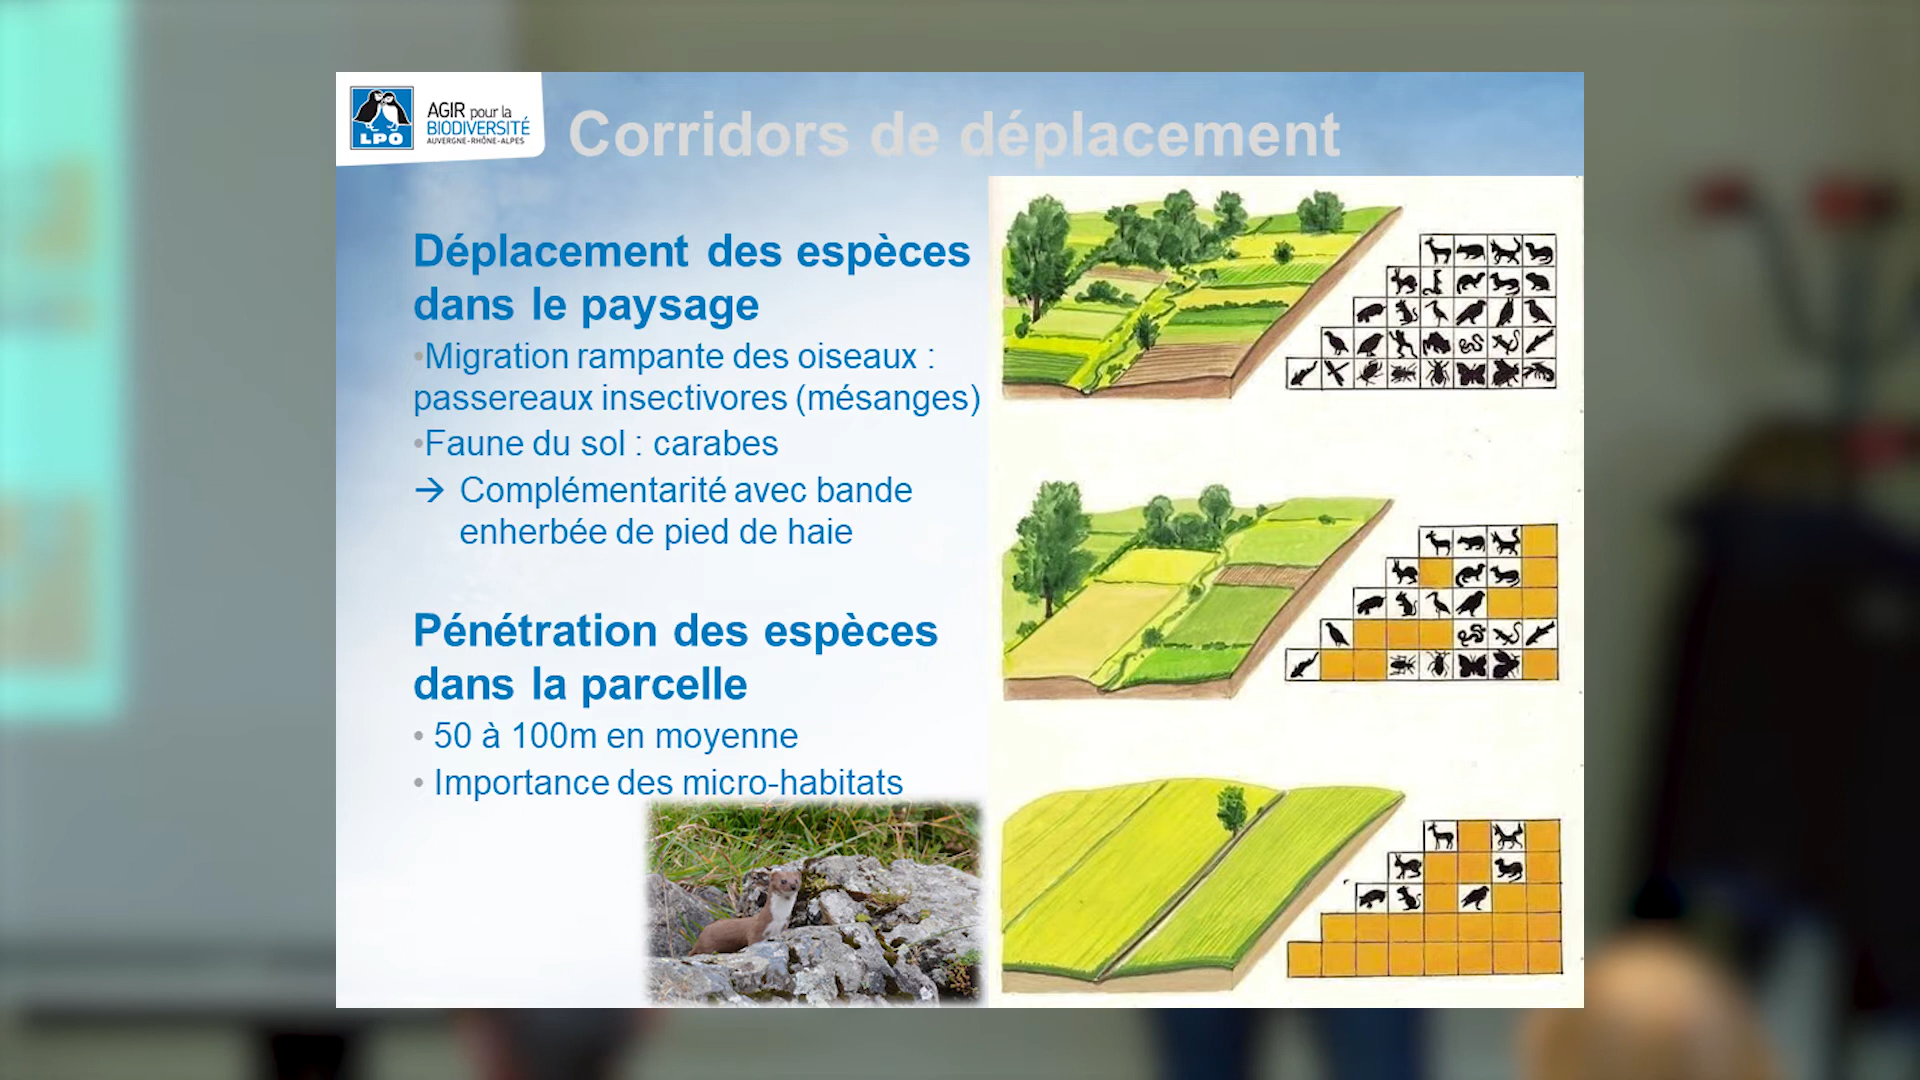 LPO
AGIR pour la
BIODIVERSITÉ
AUVERGNE-RHÔNE-ALPES
Corridors de déplacement
Déplacement des espèces
dans le paysage
•Migration rampante des oiseaux :
passereaux insectivores (mésanges)
•Faune du sol : carabes
→ Complémentarité avec bande
enherbée de pied de haie
Pénétration des espèces
dans la parcelle
• 50 à 100m en moyenne
• Importance des micro-habitats